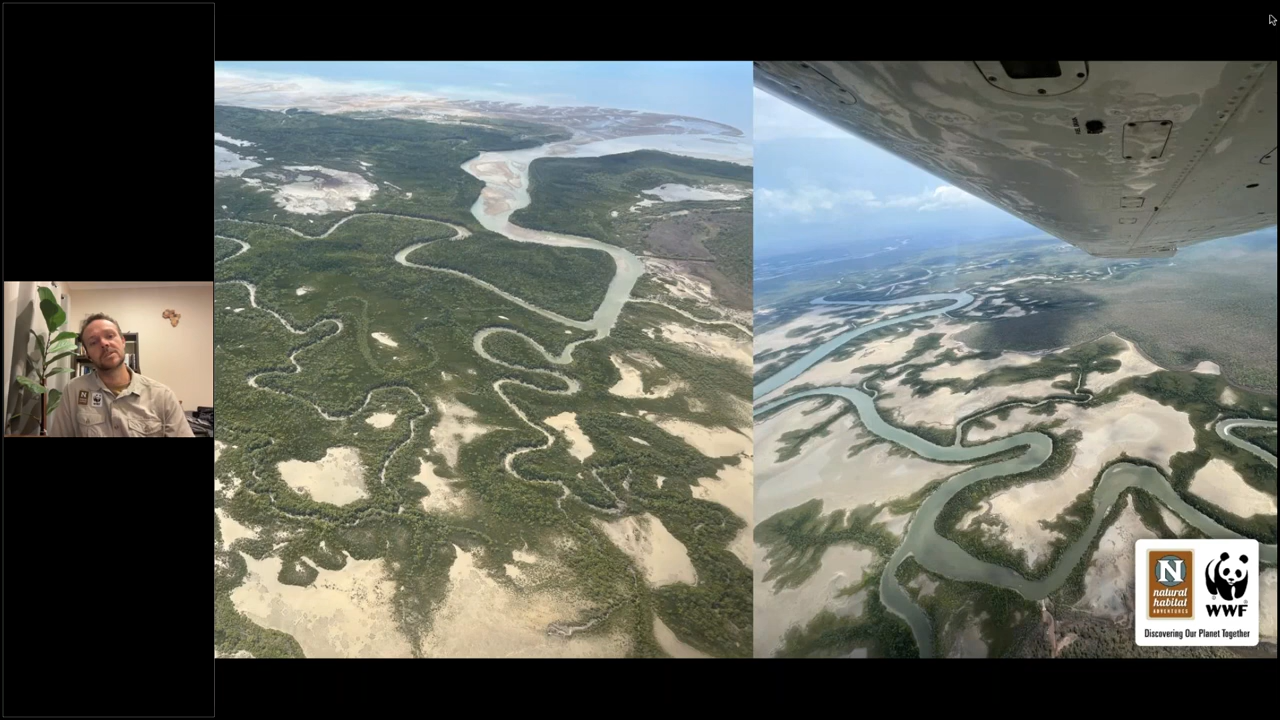 N
natural
habitat
ADVENTURES
WWF
Discovering Our Planet Together